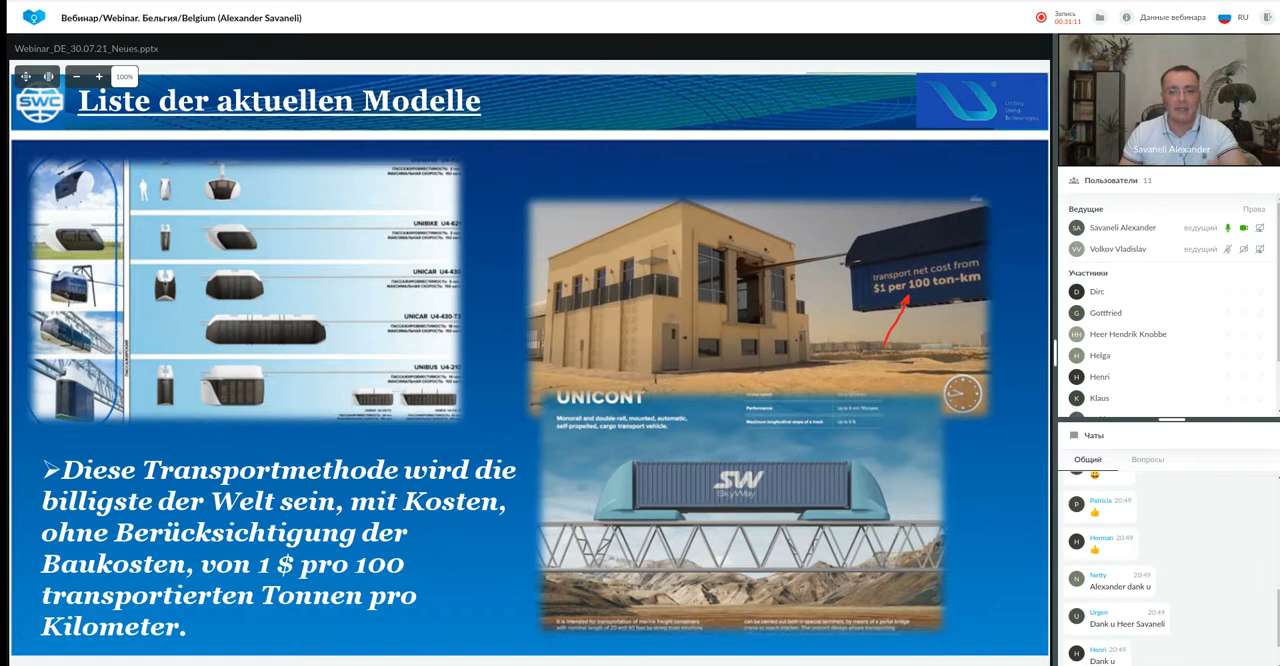 Вебинар/Webinar. Бельгия/Belgium (Alexander Savaneli)
Запись
00:31:11
Данные вебинара
RU
Webinar_DE_30.07.21_Neues.pptx
100%
SWC
Liste der aktuellen Modelle
UNIBIKE U4-621
UNICAR U4-430
UNICAR U4-430-T3
UNIBUS U4-210
transport net cost from
$1 per 100 ton-km
UNICONT
Monorail and double-rail, mounted, automatic,
self-propelled, cargo transport vehicle.
Performance
Maximum longitudinal slopes of a track
SW
SkyWay
➢Diese Transportmethode wird die
billigste der Welt sein, mit Kosten,
ohne Berücksichtigung der
Baukosten, von 1 $ pro 100
transportierten Tonnen pro
Kilometer.
Savaneli Alexander
Пользователи 11
Ведущие Права
SA Savaneli Alexander ведущий
VV Volkov Vladislav ведущий
Участники
D Dirc
G Gottfried
HH Heer Hendrik Knobbe
H Helga
H Henri
K Klaus
Чаты
Общий Вопросы
P Patricia 20:49
👍
H Herman 20:49
👍
N Netty 20:49
Alexander dank u
U Urgen 20:49
Dank u Heer Savaneli
H Henri 20:49
Dank u